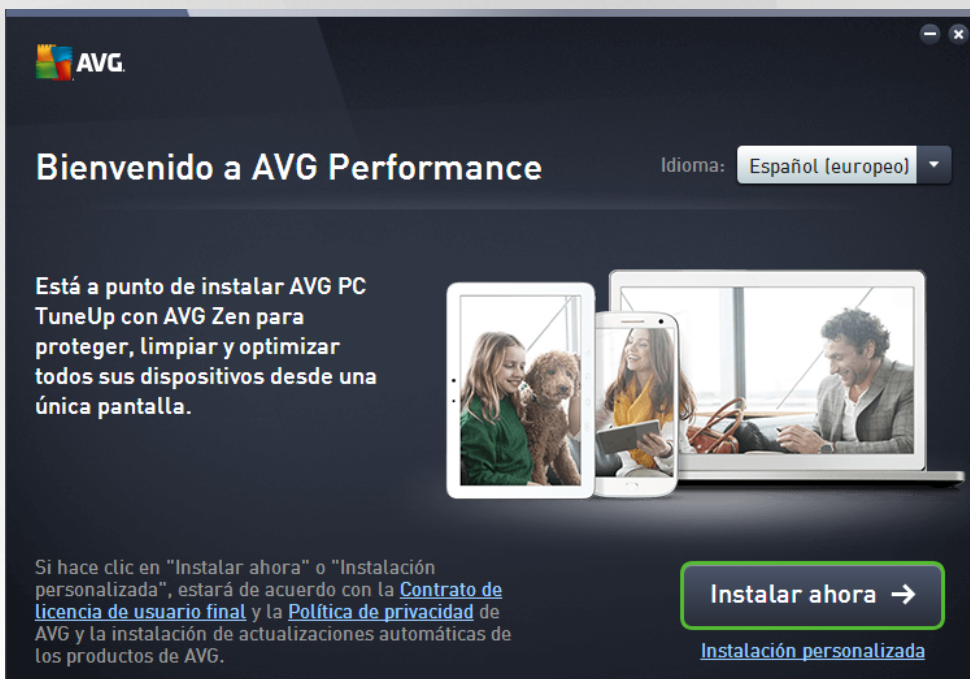 AVG.
Bienvenido a AVG Performance
Idioma:
Español (europeo)
Está a punto de instalar AVG PC
TuneUp con AVG Zen para
proteger, limpiar y optimizar
todos sus dispositivos desde una
única pantalla.
Si hace clic en "Instalar ahora" o "Instalación
personalizada", estará de acuerdo con la Contrato de
licencia de usuario final y la Política de privacidad de
AVG y la instalación de actualizaciones automáticas de
los productos de AVG.
Instalar ahora →
Instalación personalizada